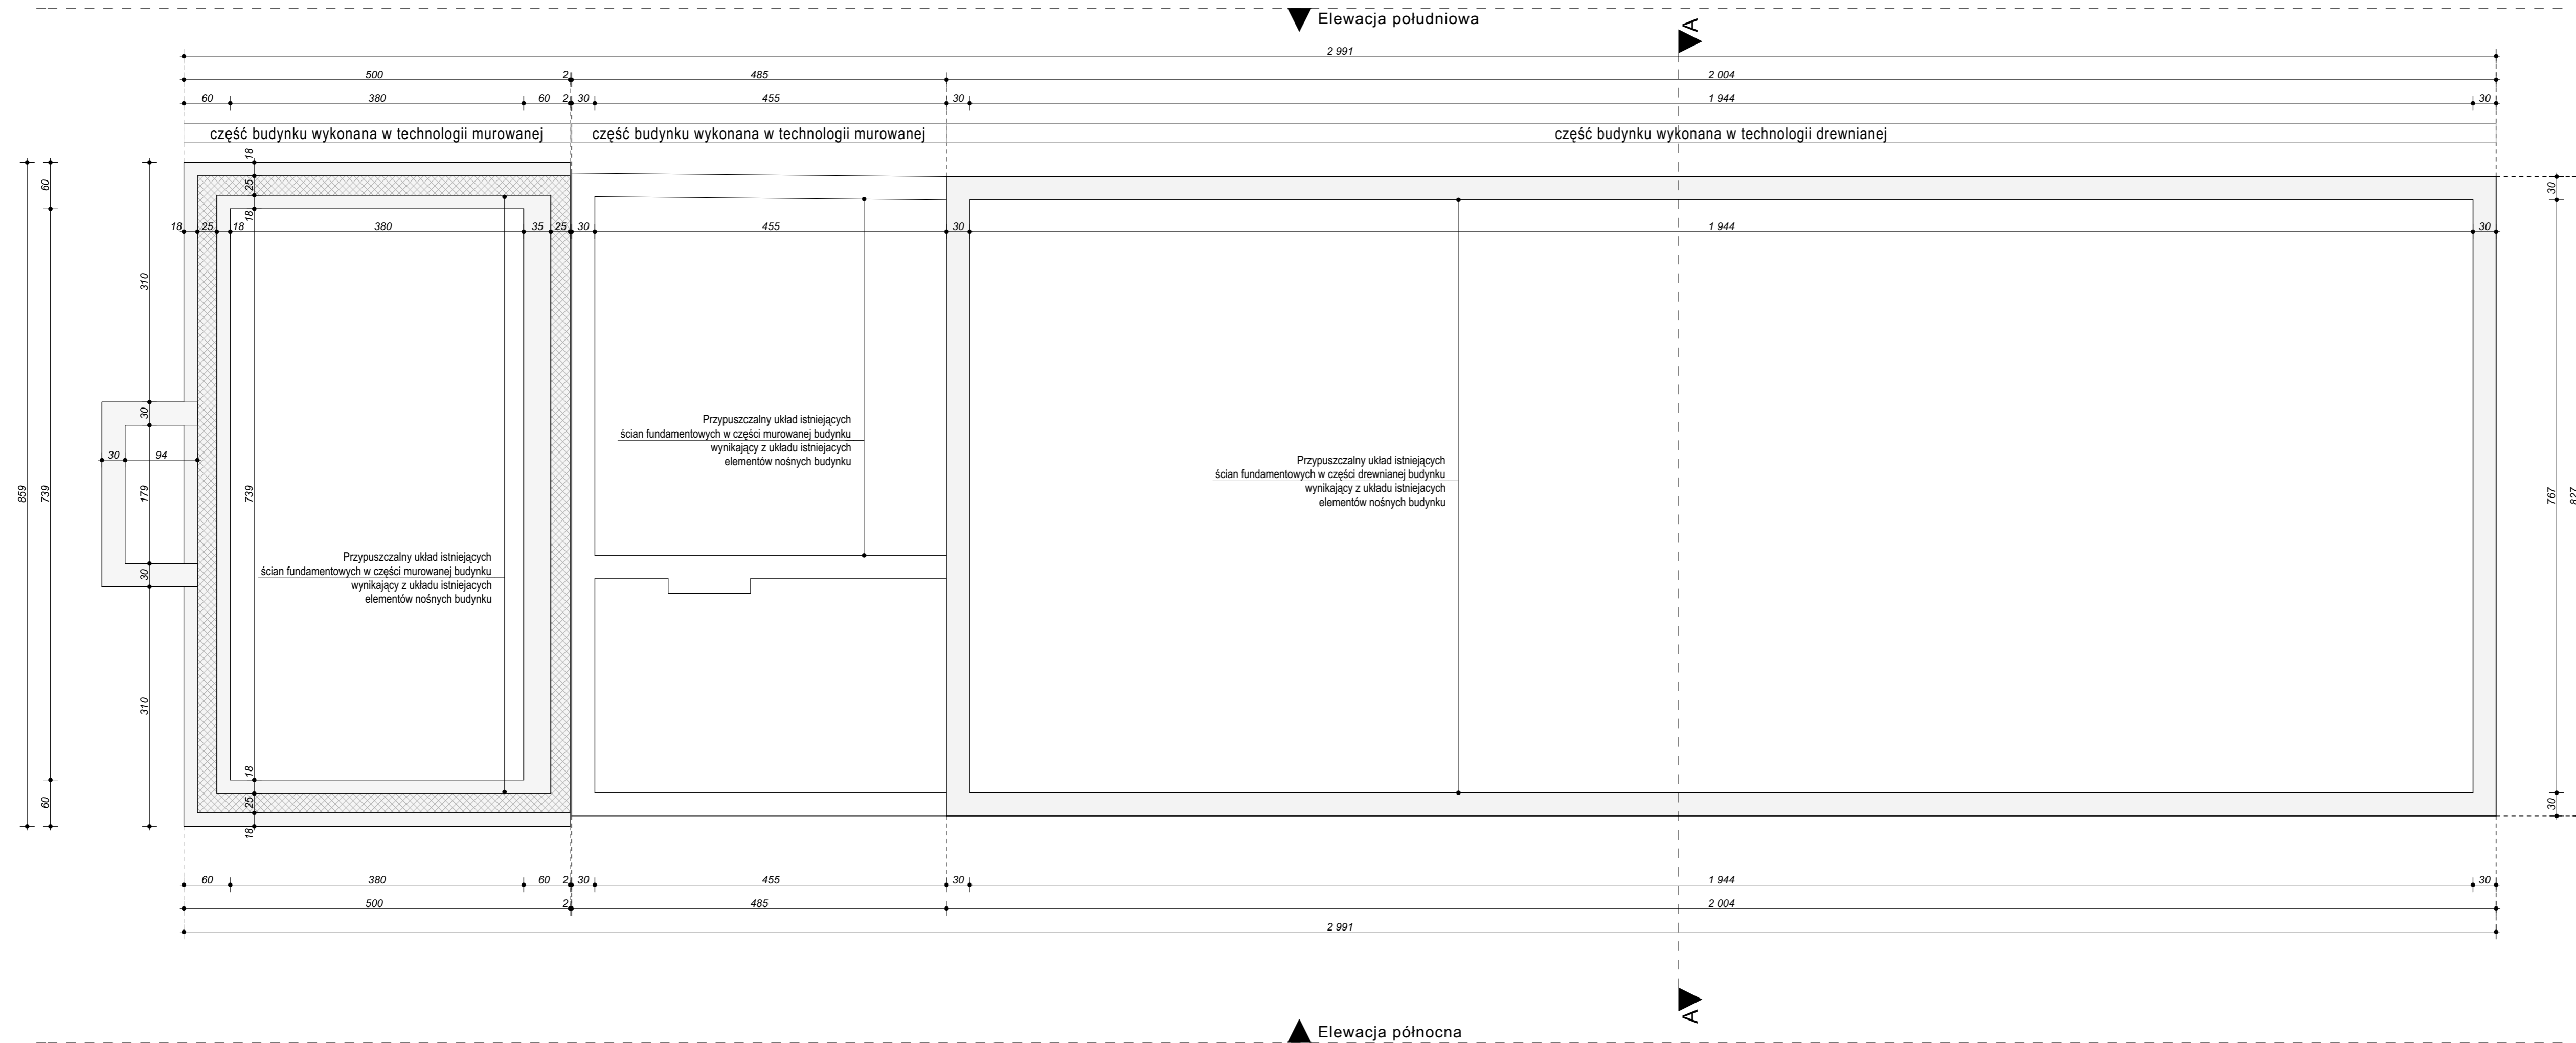 Elewacja południowa
A
2 991
500 2 485 2 004
60 380 60 2 30 455 30 1 944 30
część budynku wykonana w technologii murowanej
część budynku wykonana w technologii murowanej
część budynku wykonana w technologii drewnianej
18
25
18
18 25 18 380 35 25 30 455 30 1 944 30
739
18
25
18
859
60
739
60
310
30
179
30
310
30 94
Przypuszczalny układ istniejących
ścian fundamentowych w części murowanej budynku
wynikający z układu istniejacych
elementów nośnych budynku
Przypuszczalny układ istniejących
ścian fundamentowych w części murowanej budynku
wynikający z układu istniejacych
elementów nośnych budynku
Przypuszczalny układ istniejących
ścian fundamentowych w części drewnianej budynku
wynikający z układu istniejacych
elementów nośnych budynku
30
767
30
827
60 380 60 2 30 455 30 1 944 30
500 2 485 2 004
2 991
A
Elewacja północna